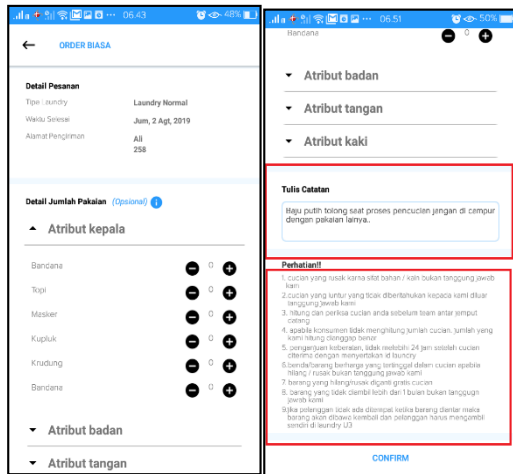 06.43
48%
ORDER BIASA
Detail Pesanan
Tipe Laundry
Laundry Normal
Waktu Selesai
Jum, 2 Agt, 2019
Alamat Pengiriman
Ali
258
Detail Jumlah Pakaian (Opsional)
Atribut kepala
Bandana
0
Topi
0
Masker
0
Kupluk
0
Krudung
0
Bandana
0
Atribut badan
Atribut tangan
06.51
50%
Bandana
0
Atribut badan
Atribut tangan
Atribut kaki
Tulis Catatan
Baju putih tolong saat proses pencucian jangan di campur
dengan pakaian lainya..
Perhatian!!
1. cucian yang rusak karna sifat bahan / kain bukan tanggung jawab
kami
2.cucian yang luntur yang tidak diberitahukan kepada kami diluar
tanggung jawab kami
3. hitung dan periksa cucian anda sebelum team antar jemput
datang
4. apabila konsumen tidak menghitung jumlah cucian, jumlah yang
kami hitung dianggap benar
5. pengajuan keberatan, tidak melebihi 24 jam setelah cucian
diterima dengan menyertakan id laundry
6.benda/barang berharga yang tertinggal dalam cucian apabila
hilang / rusak bukan tanggung jawab kami
7. barang yang hilang/rusak diganti gratis cucian
8. barang yang tidak diambil lebih dari 1 bulan bukan tanggugn
jawab kami
9.jika pelanggan tidak ada ditempat ketika barang diantar maka
barang akan dibawa kembali dan pelanggan harus mengambil
sendiri di laundry U3
CONFIRM